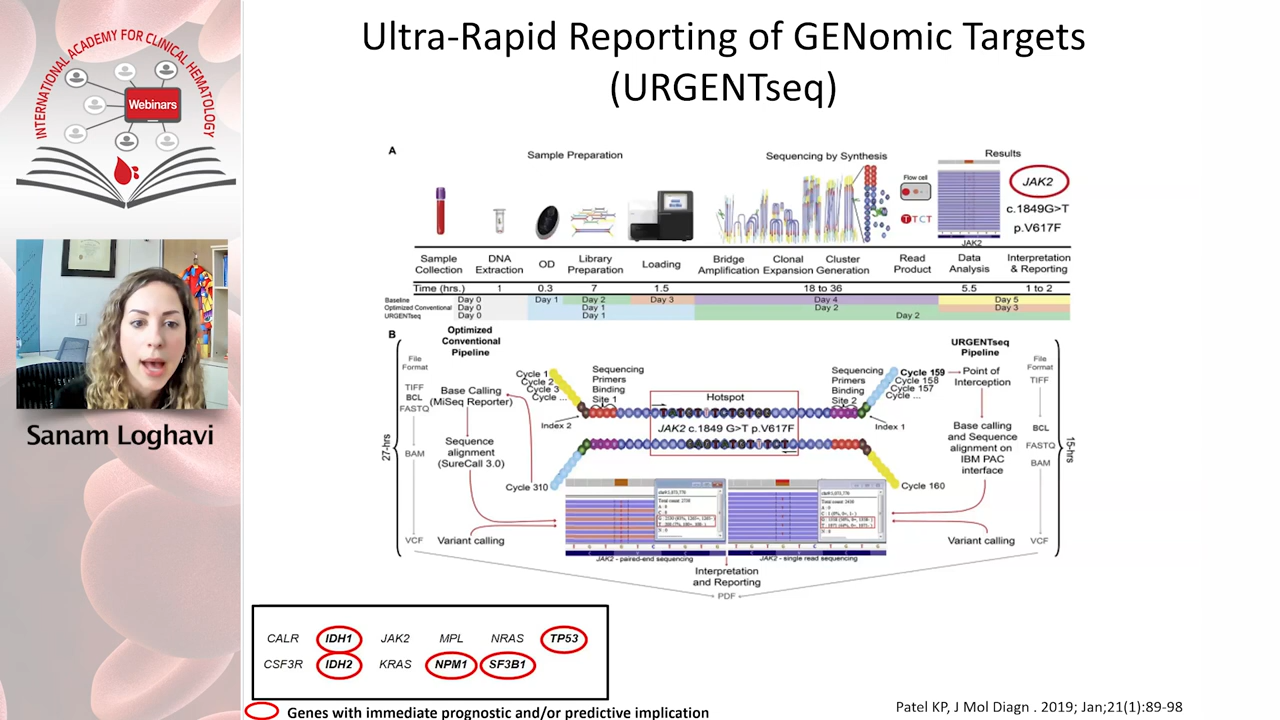 INTERNATIONAL ACADEMY FOR CLINICAL HEMATOLOGY
Webinars
Sanam Loghavi
Ultra-Rapid Reporting of GENomic Targets
(URGENTseq)
A
Sample Preparation
Sequencing by Synthesis
Results
Flow cell
TTCT
JAK2
JAK2
c.1849G>T
p.V617F
Sample Collection
DNA Extraction
OD
Library Preparation
Loading
Bridge Amplification
Clonal Expansion
Cluster Generation
Read Product
Data Analysis
Interpretation & Reporting
Time (hrs.) 1 0.3 7 1.5 18 to 36 5.5 1 to 2
Baseline Day 0 Day 1 Day 2 Day 3 Day 4 Day 5
Optimized Conventional Day 0 Day 1 Day 2 Day 3
URGENTseq Day 0 Day 1 Day 2
B
Optimized
Conventional
Pipeline
File
Format
TIFF
BCL
FASTQ
BAM
VCF
27-hrs
Base Calling
(MiSeq Reporter)
Sequence
alignment
(SureCall 3.0)
Variant calling
Cycle 1
Cycle 2
Cycle 3
Cycle ...
Index 2
Cycle 310
Sequencing
Primers
Binding
Site 1
Hotspot
JAK2 c.1849 G>T p.V617F
Sequencing
Primers
Binding
Site 2
Cycle 159
Cycle 158
Cycle 157
Cycle ...
Index 1
Cycle 160
URGENTseq
Pipeline
Point of
Interception
Base calling
and Sequence
alignment on
IBM PAC
interface
Variant calling
File
Format
TIFF
BCL
FASTQ
BAM
VCF
15-hrs
JAK2 - paired-end sequencing
JAK2 - single read sequencing
Interpretation
and Reporting
PDF
CALR IDH1 JAK2 MPL NRAS TP53
CSF3R IDH2 KRAS NPM1 SF3B1
Genes with immediate prognostic and/or predictive implication
Patel KP, J Mol Diagn . 2019; Jan;21(1):89-98